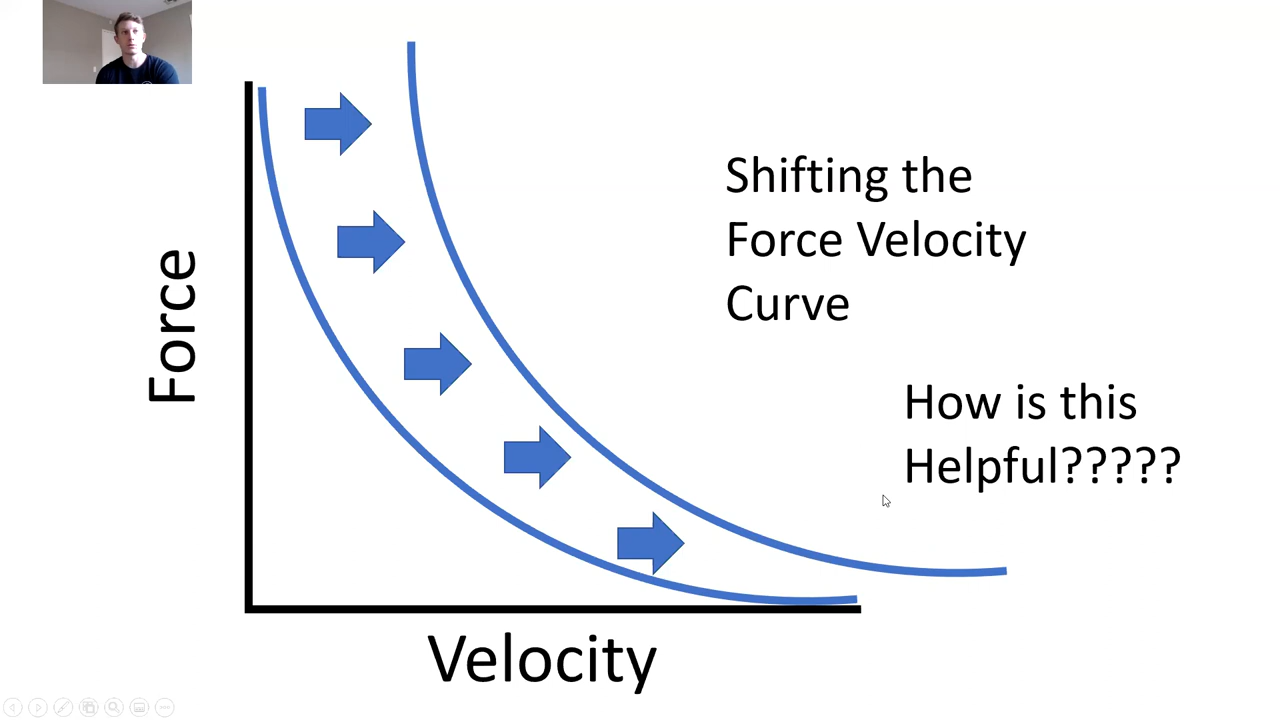 Shifting the
Force Velocity
Curve
How is this
Helpful?????
Force
Velocity